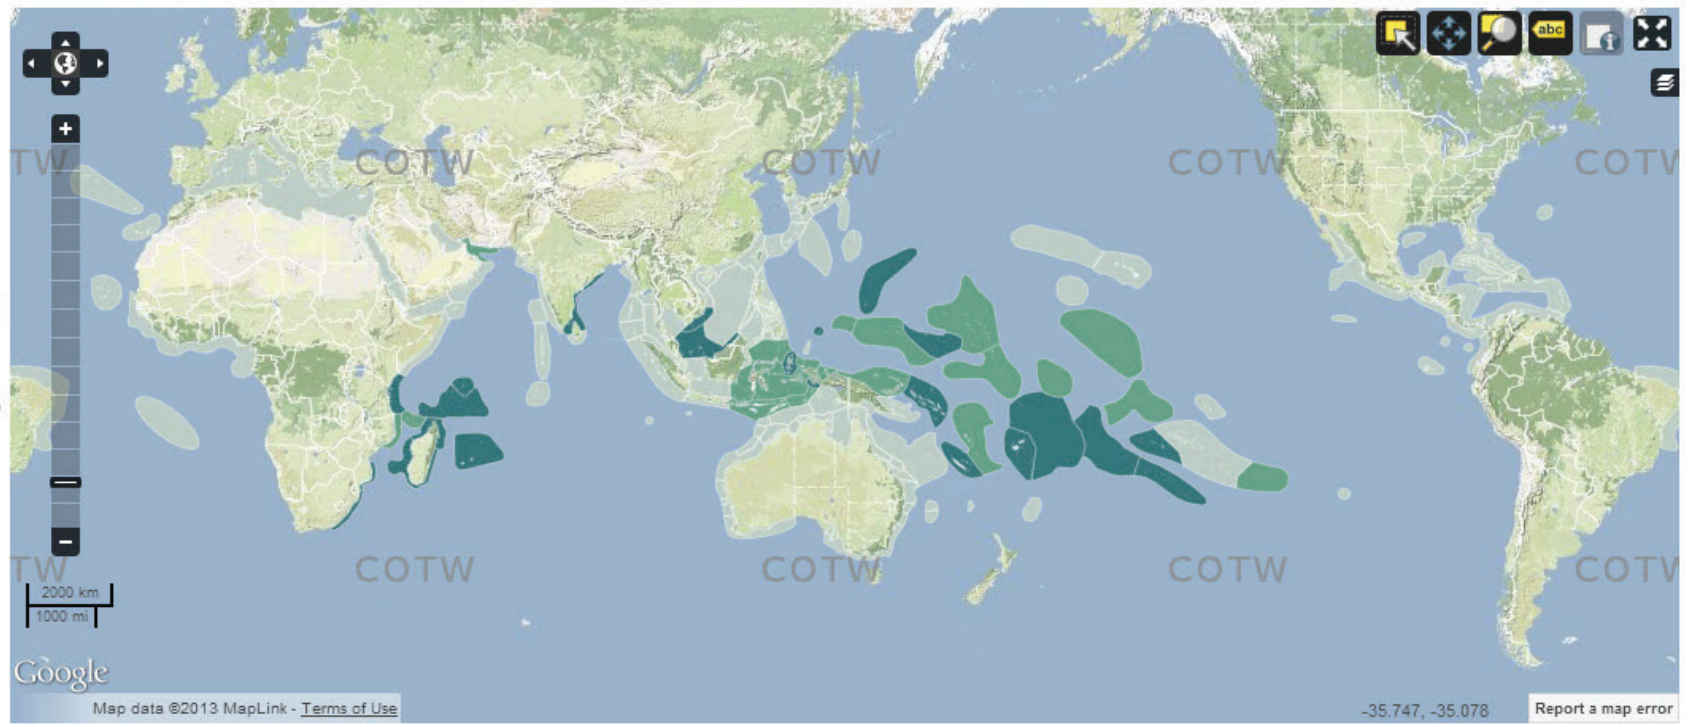 abc
i
+
TW COTW COTW COTW COTW
−
TW COTW COTW COTW COTW
2000 km
1000 mi
Google
Map data ©2013 MapLink - Terms of Use
-35.747, -35.078
Report a map error